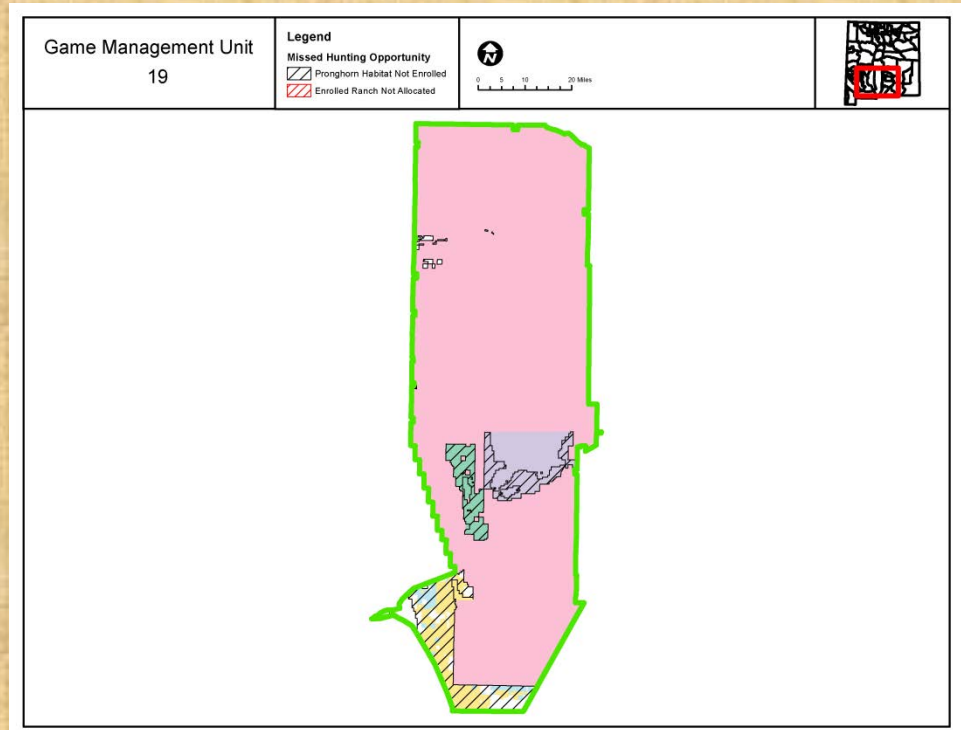 Game Management Unit
19
Legend
Missed Hunting Opportunity
Pronghorn Habitat Not Enrolled
Enrolled Ranch Not Allocated
N
0 5 10 20 Miles